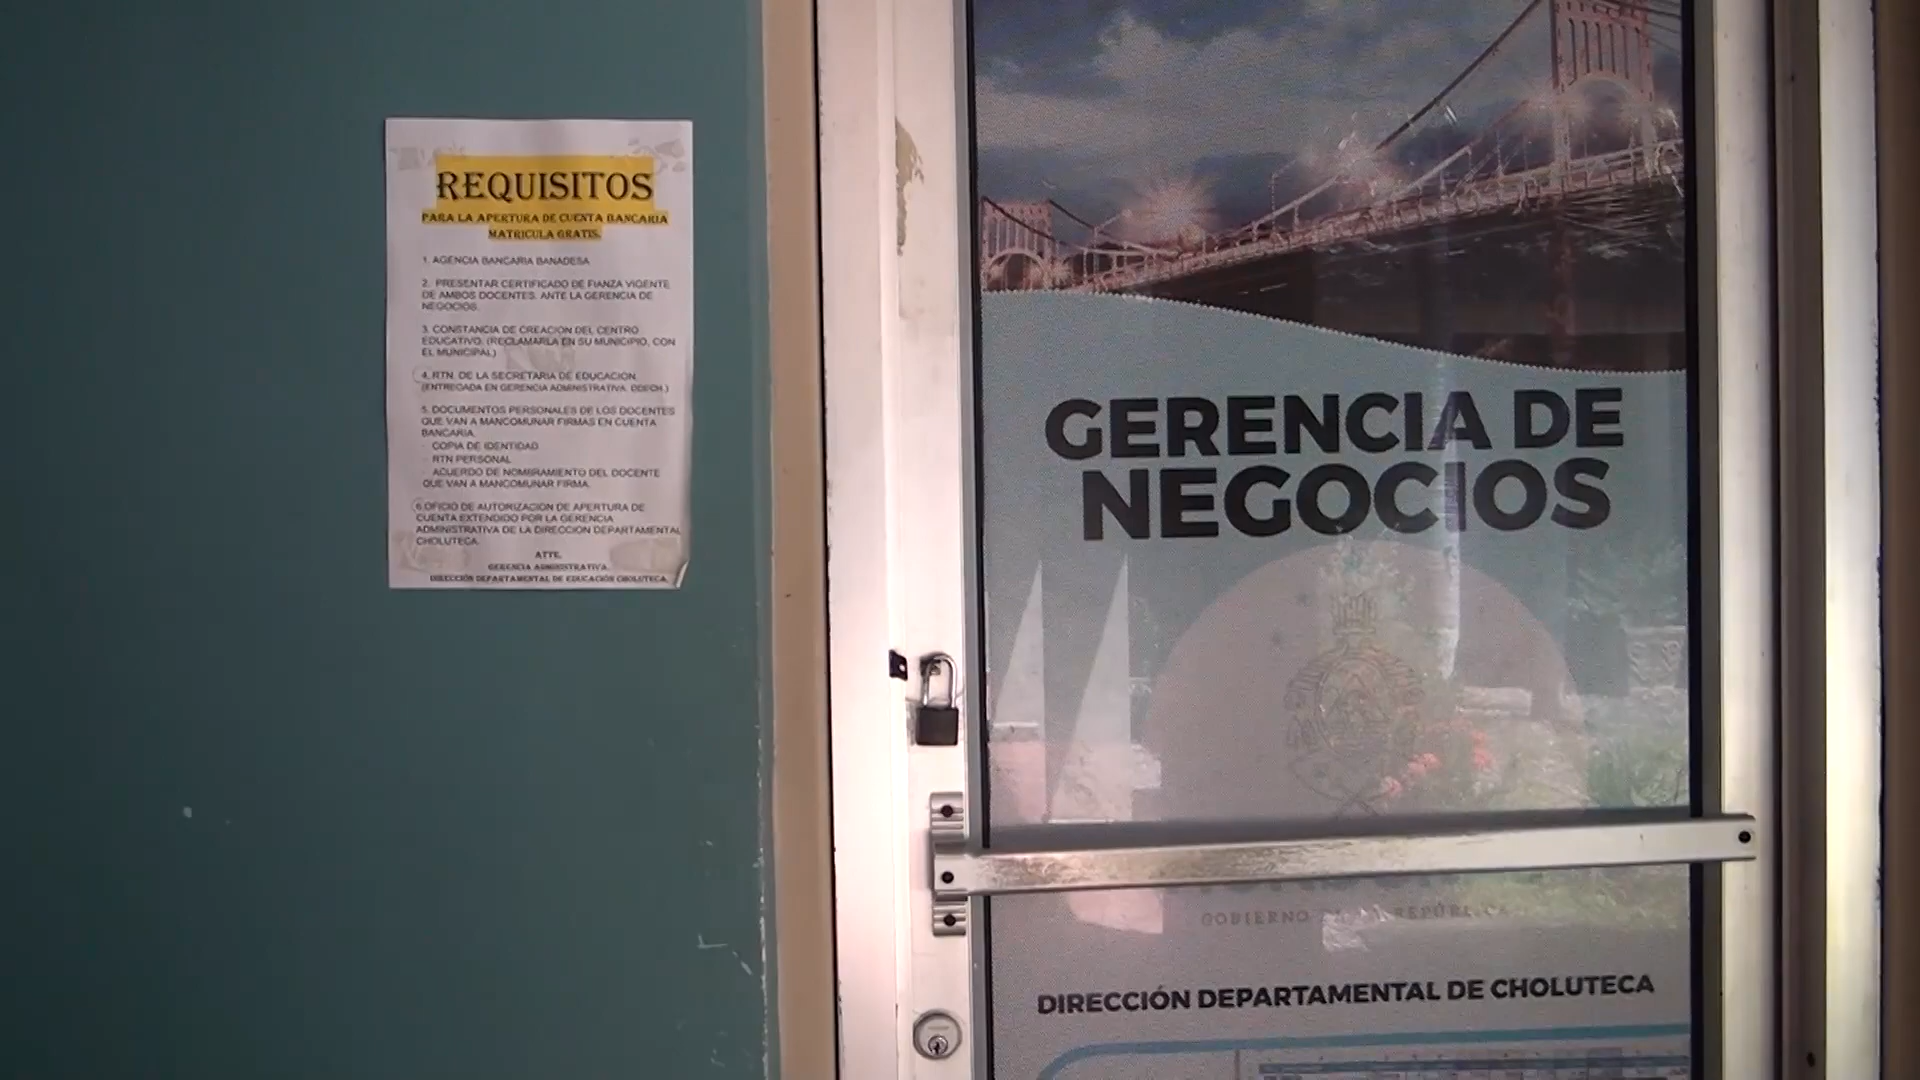 REQUISITOS
PARA LA APERTURA DE CUENTA BANCARIA
MATRICULA GRATIS.
1. AGENCIA BANCARIA BANADESA
2. PRESENTAR CERTIFICADO DE FIANZA VIGENTE
DE AMBOS DOCENTES. ANTE LA GERENCIA DE
NEGOCIOS.
3. CONSTANCIA DE CREACION DEL CENTRO
EDUCATIVO. (RECLAMARLA EN SU MUNICIPIO, CON
EL MUNICIPAL)
4. RTN. DE LA SECRETARIA DE EDUCACION.
(ENTREGADA EN GERENCIA ADMINISTRATIVA. DDECH.)
5. DOCUMENTOS PERSONALES DE LOS DOCENTES
QUE VAN A MANCOMUNAR FIRMAS EN CUENTA
BANCARIA.
- COPIA DE IDENTIDAD
- RTN PERSONAL
- ACUERDO DE NOMBRAMIENTO DEL DOCENTE
QUE VAN A MANCOMUNAR FIRMA.
6.OFICIO DE AUTORIZACION DE APERTURA DE
CUENTA EXTENDIDO POR LA GERENCIA
ADMINISTRATIVA DE LA DIRECCION DEPARTAMENTAL
CHOLUTECA.
ATTE.
GERENCIA ADMINISTRATIVA.
DIRECCIÓN DEPARTAMENTAL DE EDUCACIÓN CHOLUTECA.
GERENCIA DE
NEGOCIOS
GOBIERNO DE LA REPÚBLICA
DIRECCIÓN DEPARTAMENTAL DE CHOLUTECA